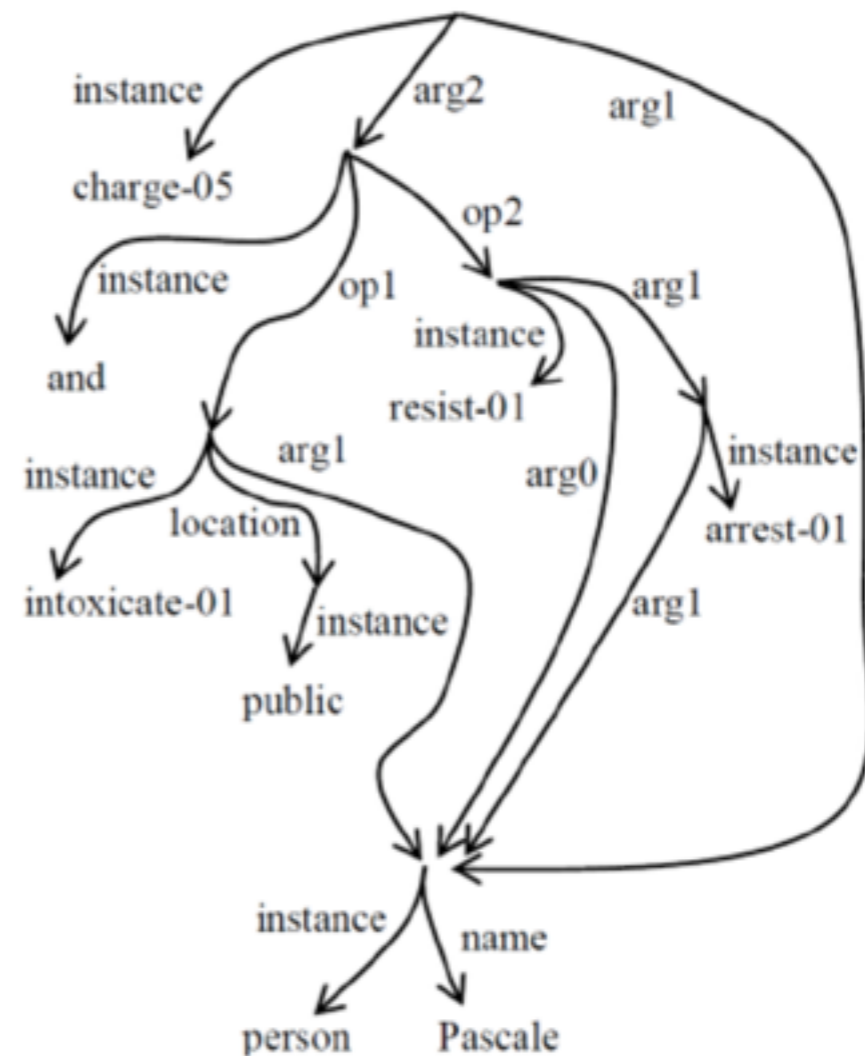 instance
arg2
arg1
charge-05
op2
instance
op1
arg1
and
instance
resist-01
instance
arg1
arg0
instance
location
arrest-01
intoxicate-01
instance
arg1
public
instance
name
person
Pascale